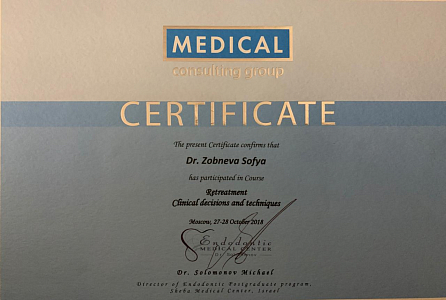 MEDICAL
consulting group
CERTIFICATE
The present Certificate confirms that
Dr. Zobneva Sofya
has participated in Course
Retreatment
Clinical decisions and techniques
Moscow, 27-28 October 2018
Endodontic
MEDICAL CENTER
Dr. Solomonov Michael
Director of Endodontic Postgraduate program,
Sheba Medical Center, Israel